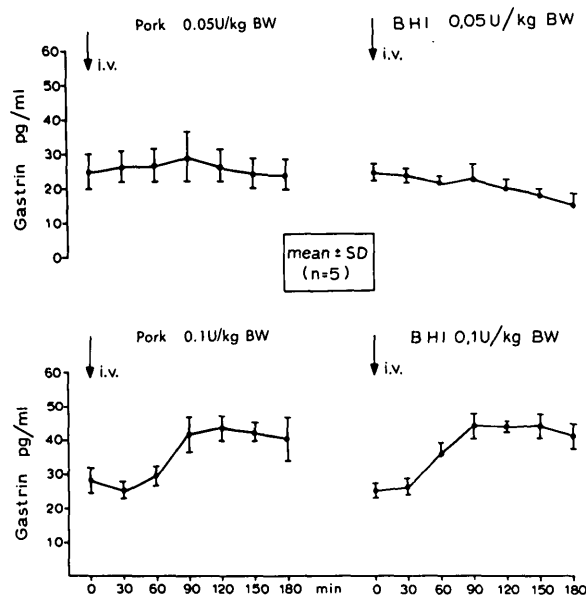 Pork 0.05U/kg BW
BHI 0,05U/kg BW
60
i.v.
i.v.
50
40
30
20
10
0
Gastrin pg/ml
mean ± SD
(n=5)
Pork 0.1U/kg BW
BHI 0,1U/kg BW
i.v.
i.v.
60
50
40
30
20
10
Gastrin pg/ml
0 30 60 90 120 150 180 min 0 30 60 90 120 150 180